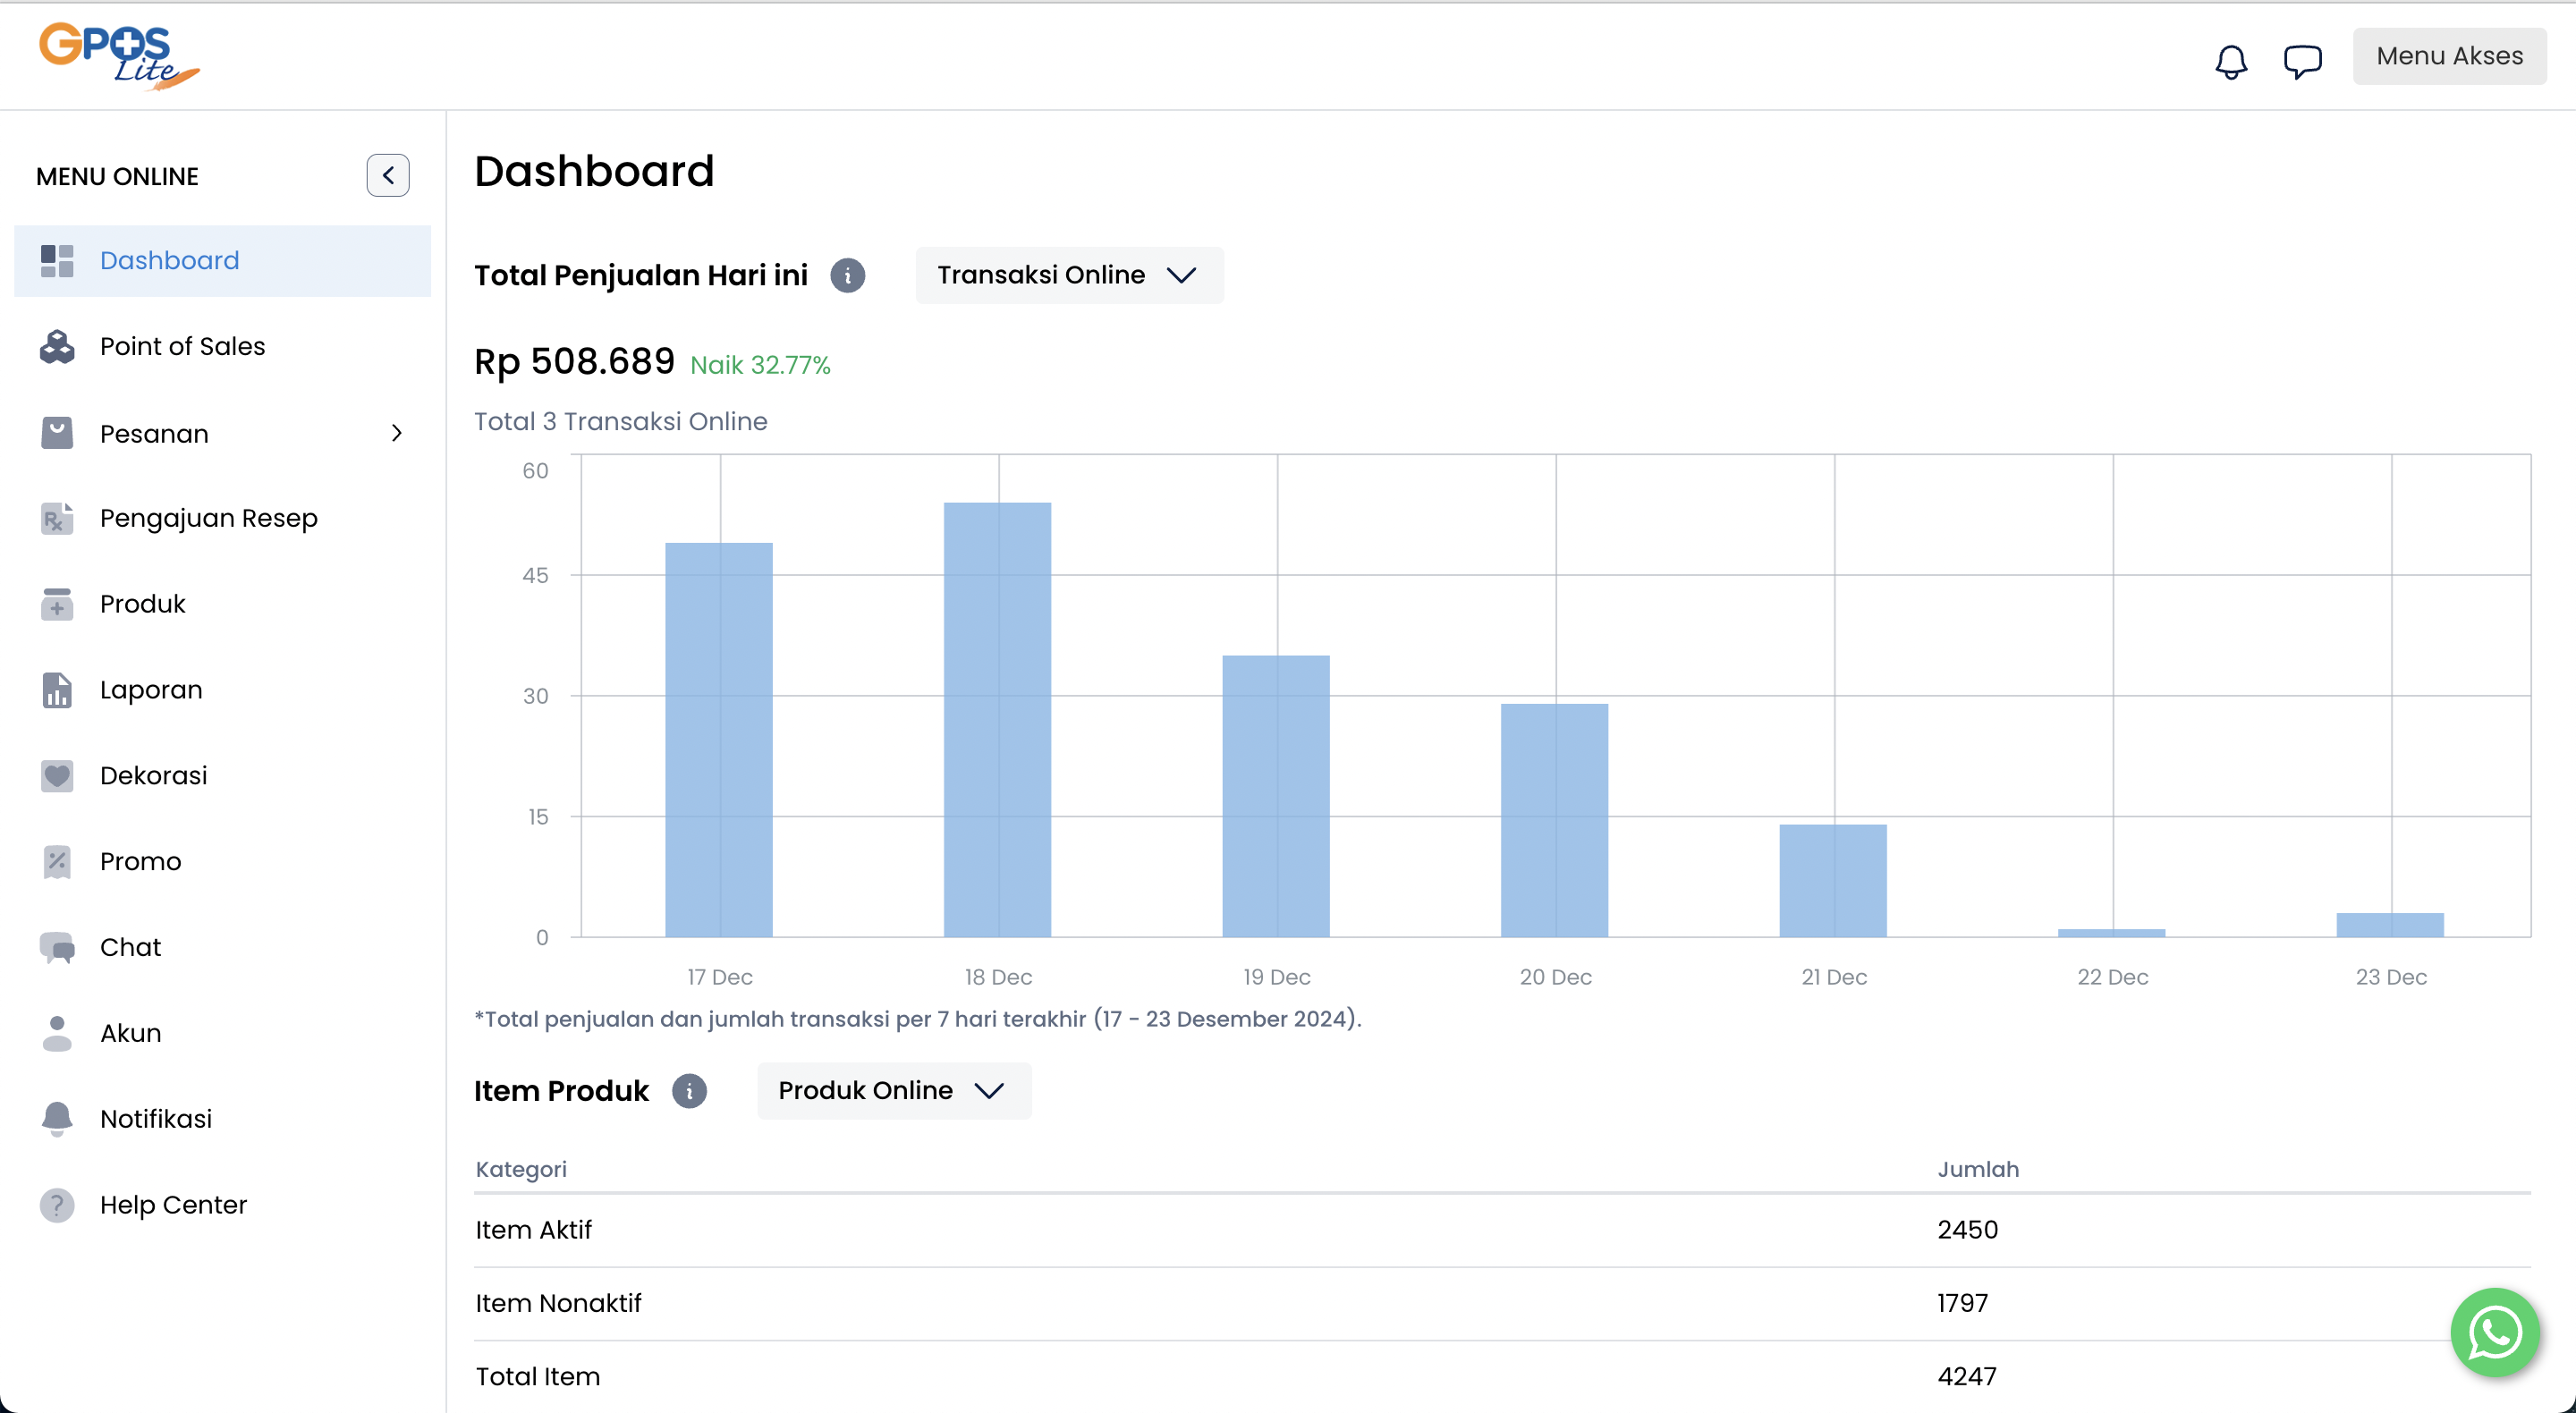 GPOS
Lite
Menu Akses
MENU ONLINE
Dashboard
Point of Sales
Pesanan
Pengajuan Resep
Rx
Produk
Laporan
Dekorasi
Promo
Chat
Akun
Notifikasi
Help Center
Dashboard
Total Penjualan Hari ini
Transaksi Online
Rp 508.689 Naik 32.77%
Total 3 Transaksi Online
60
45
30
15
0
17 Dec 18 Dec 19 Dec 20 Dec 21 Dec 22 Dec 23 Dec
*Total penjualan dan jumlah transaksi per 7 hari terakhir (17 - 23 Desember 2024).
Item Produk
Produk Online
Kategori Jumlah
Item Aktif 2450
Item Nonaktif 1797
Total Item 4247